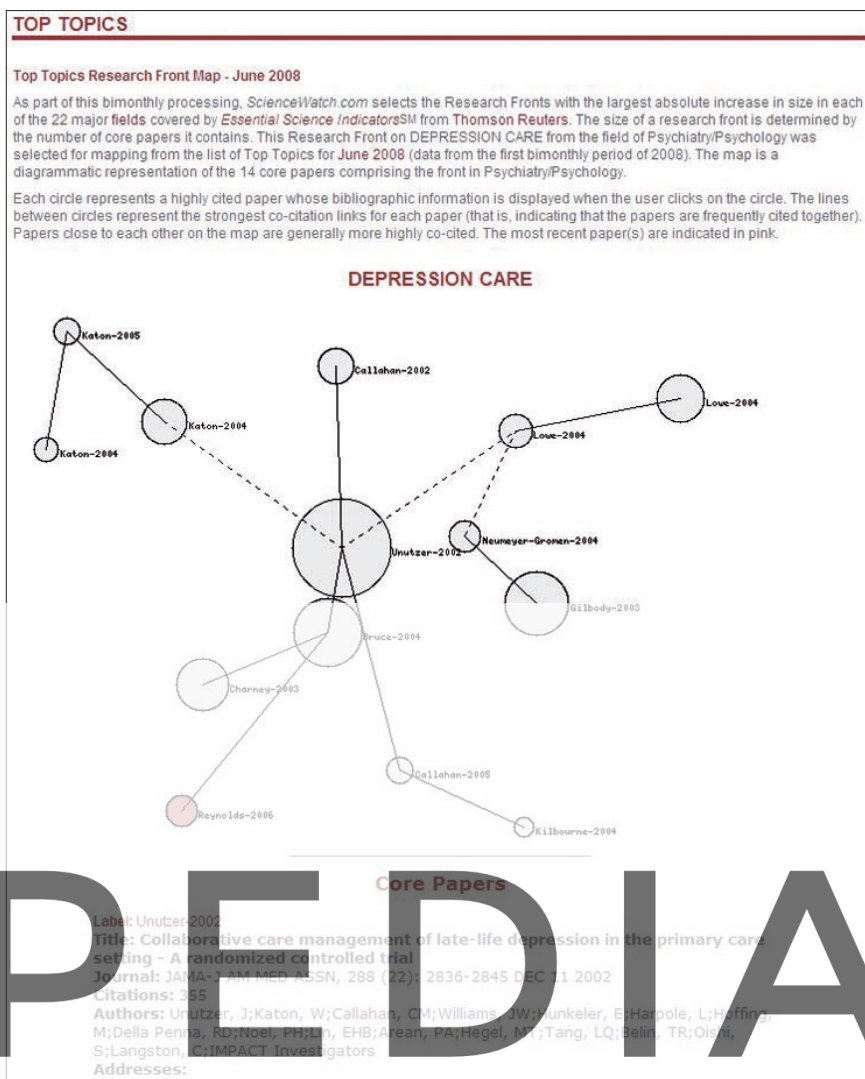 TOP TOPICS
Top Topics Research Front Map - June 2008
As part of this bimonthly processing, ScienceWatch.com selects the Research Fronts with the largest absolute increase in size in each
of the 22 major fields covered by Essential Science IndicatorsSM from Thomson Reuters. The size of a research front is determined by
the number of core papers it contains. This Research Front on DEPRESSION CARE from the field of Psychiatry/Psychology was
selected for mapping from the list of Top Topics for June 2008 (data from the first bimonthly period of 2008). The map is a
diagrammatic representation of the 14 core papers comprising the front in Psychiatry/Psychology.
Each circle represents a highly cited paper whose bibliographic information is displayed when the user clicks on the circle. The lines
between circles represent the strongest co-citation links for each paper (that is, indicating that the papers are frequently cited together).
Papers close to each other on the map are generally more highly co-cited. The most recent paper(s) are indicated in pink.
DEPRESSION CARE
Katon-2005
Callahan-2002
Lowe-2004
Katon-2004
Lowe-2004
Katon-2004
Neumeyer-Gromen-2004
Unutzer-2002
Gilbody-2003
Bruce-2004
Charney-2003
Callahan-2005
Reynolds-2006
Kilbourne-2004
Core Papers
PEDIA
Label: Unutzer-2002
Title: Collaborative care management of late-life depression in the primary care
setting - A randomized controlled trial
Journal: JAMA-J AM MED ASSN, 288 (22): 2836-2845 DEC 11 2002
Citations: 355
Authors: Unutzer, J;Katon, W;Callahan, CM;Williams, JW;Hunkeler, E;Harpole, L;Hoffing,
M;Della Penna, RD;Noel, PH;Lin, EHB;Arean, PA;Hegel, MT;Tang, LQ;Belin, TR;Oishi,
S;Langston, C;IMPACT Investigators
Addresses: